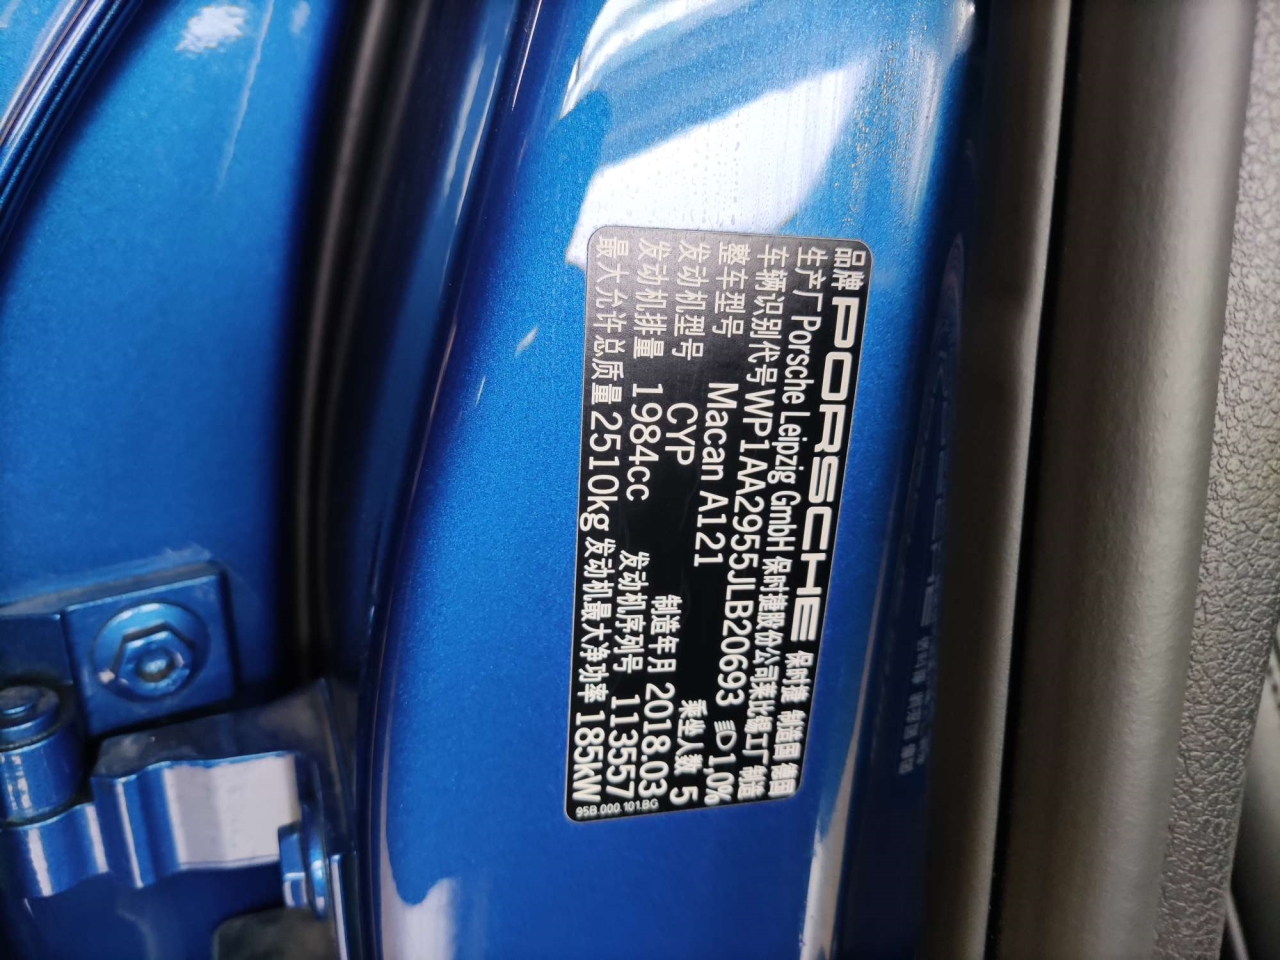 品牌 PORSCHE 保时捷 制造国 德国
生产厂 Porsche Leipzig GmbH 保时捷股份公司莱比锡工厂 制造
车辆识别代号 WP1AA2955JLB20693 1,0%
整车型号 Macan A121 乘坐人数 5
发动机型号 CYP 制造年月 2018.03
发动机排量 1984cc 发动机序列号 113557
最大允许总质量 2510kg 发动机最大净功率 185kW
95B.000.101.BG